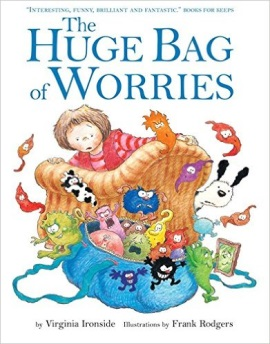 "INTERESTING, FUNNY, BRILLIANT AND FANTASTIC." BOOKS FOR KEEPS
The
HUGE BAG
of WORRIES
by Virginia Ironside Illustrations by Frank Rodgers